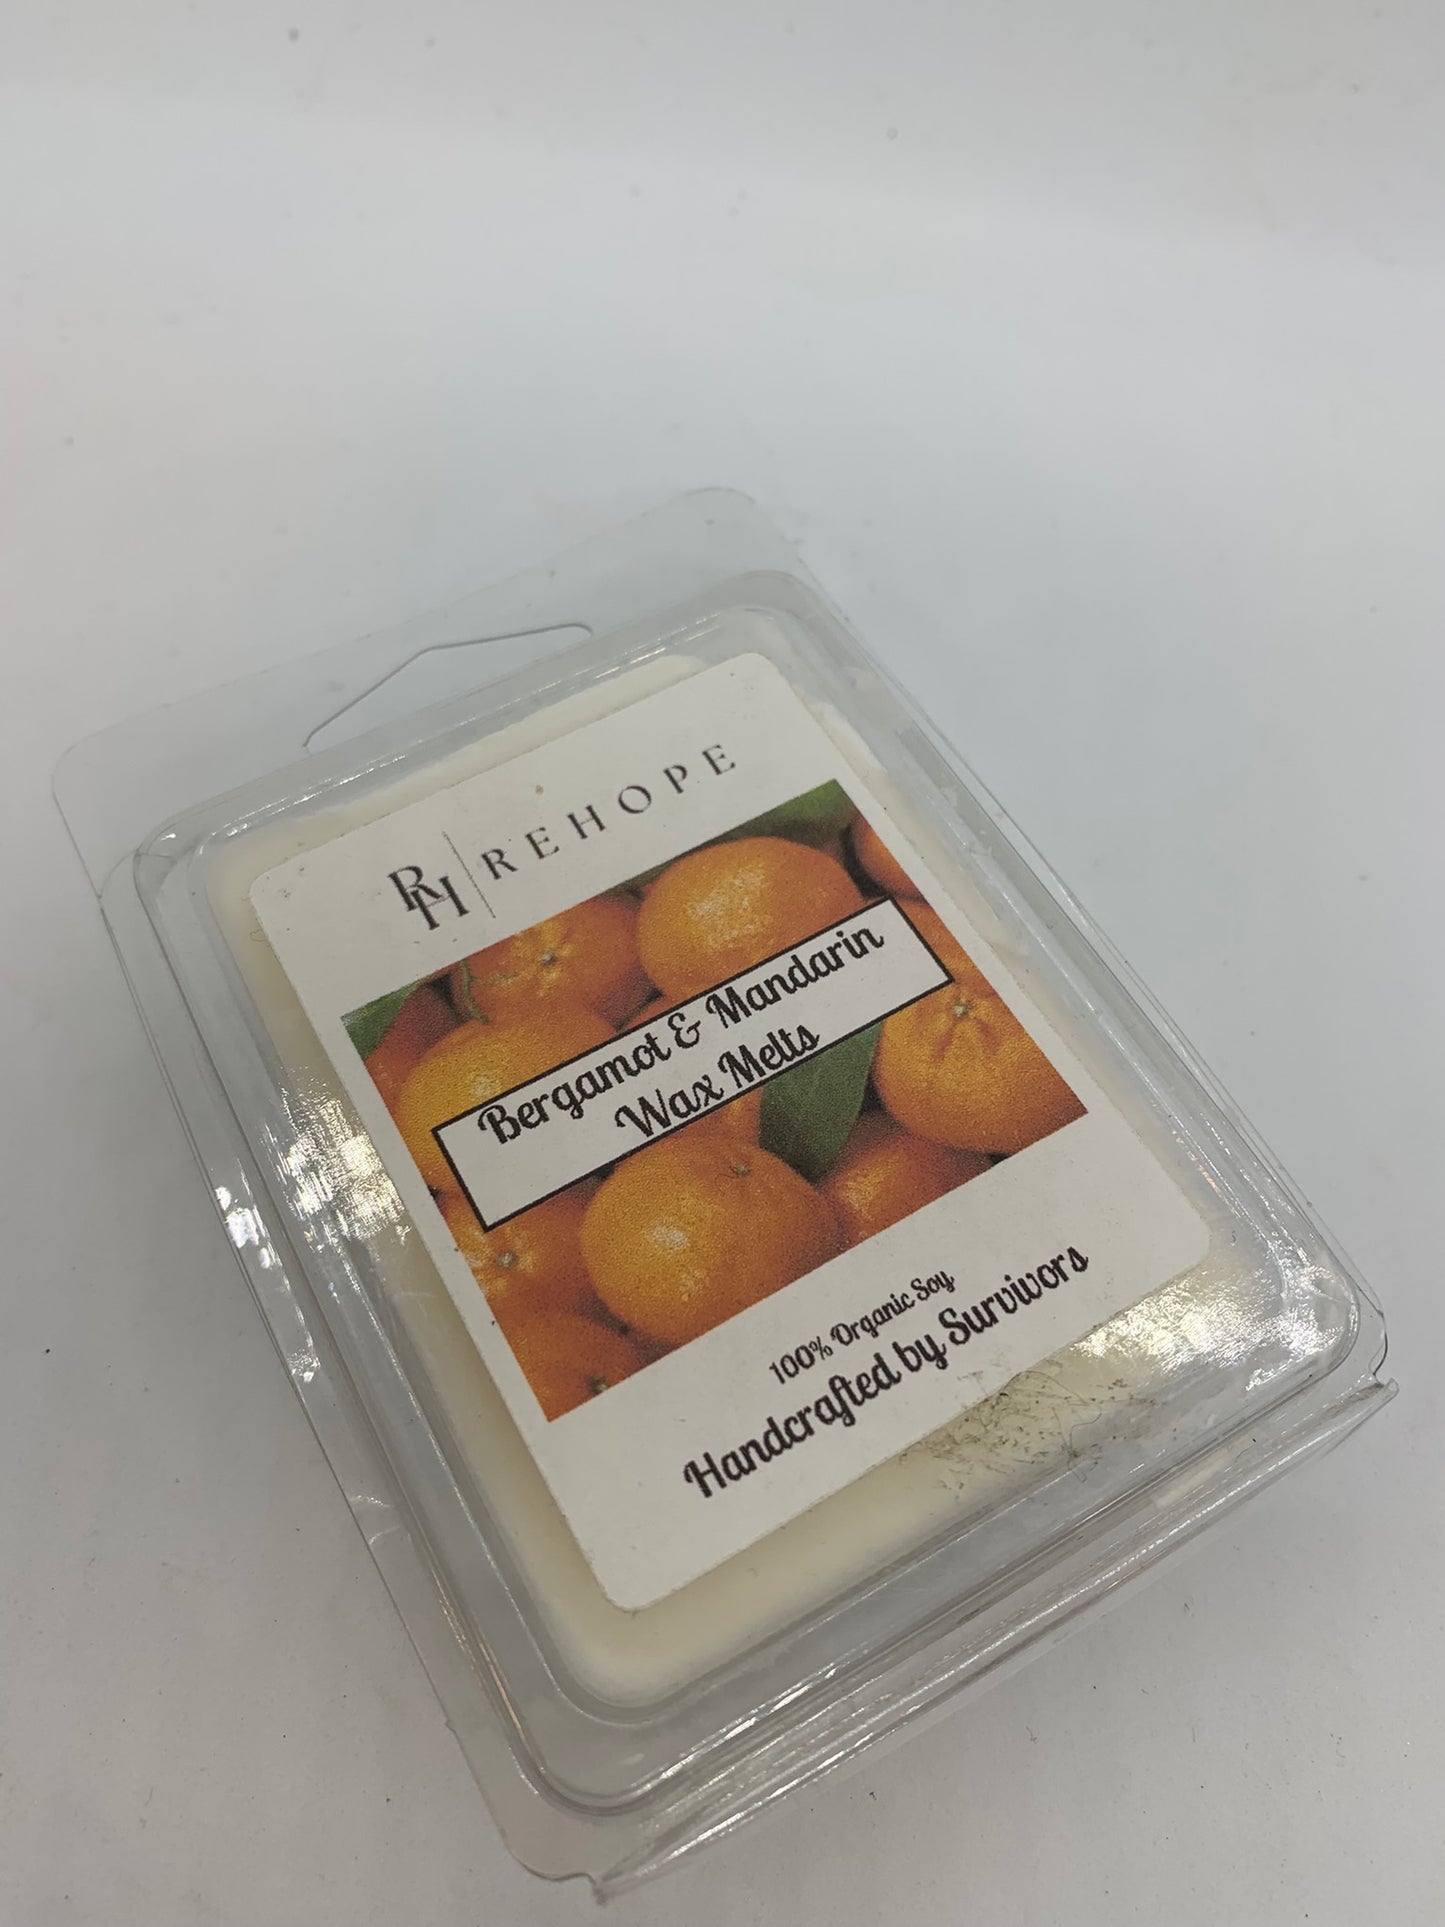 RH | REHOPE
Bergamot & Mandarin
Wax Melts
100% Organic Soy
Handcrafted by Survivors